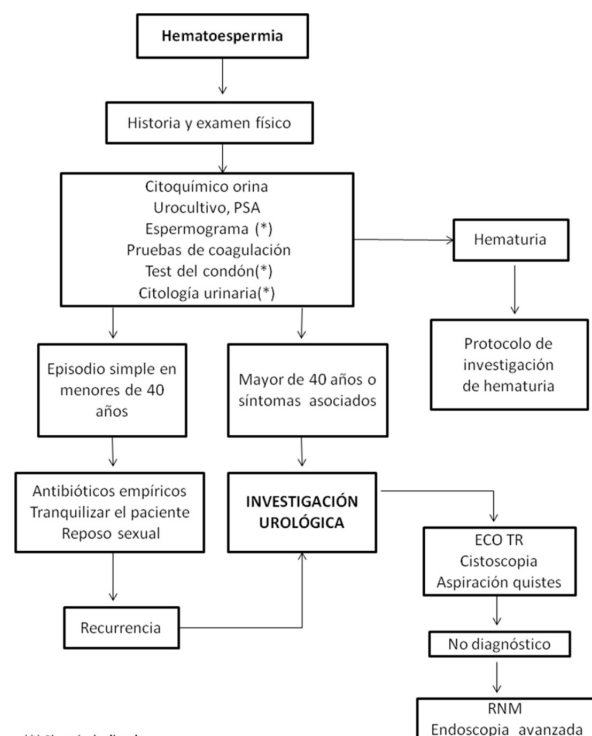 Hematoespermia
Historia y examen físico
Citoquímico orina
Urocultivo, PSA
Espermograma (*)
Pruebas de coagulación
Test del condón(*)
Citología urinaria(*)
Hematuria
Protocolo de
investigación
de hematuria
Episodio simple en
menores de 40
años
Mayor de 40 años o
síntomas asociados
Antibióticos empíricos
Tranquilizar el paciente
Reposo sexual
INVESTIGACIÓN
UROLÓGICA
ECO TR
Cistoscopia
Aspiración quistes
Recurrencia
No diagnóstico
RNM
Endoscopia avanzada